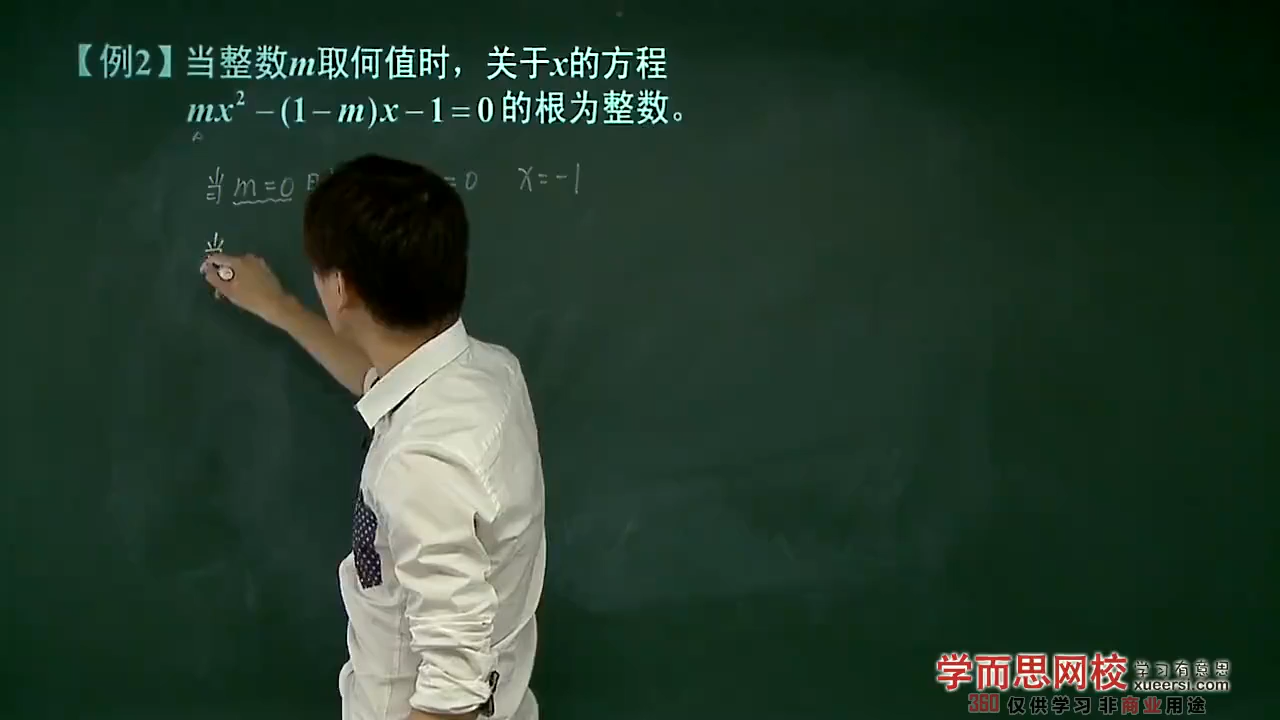 【例2】当整数m取何值时，关于x的方程
mx² −(1−m)x−1=0 的根为整数。
当 m=0 =0 x=-1
当
学而思网校 学习有意思
xueersi.com
360 仅供学习 非商业用途